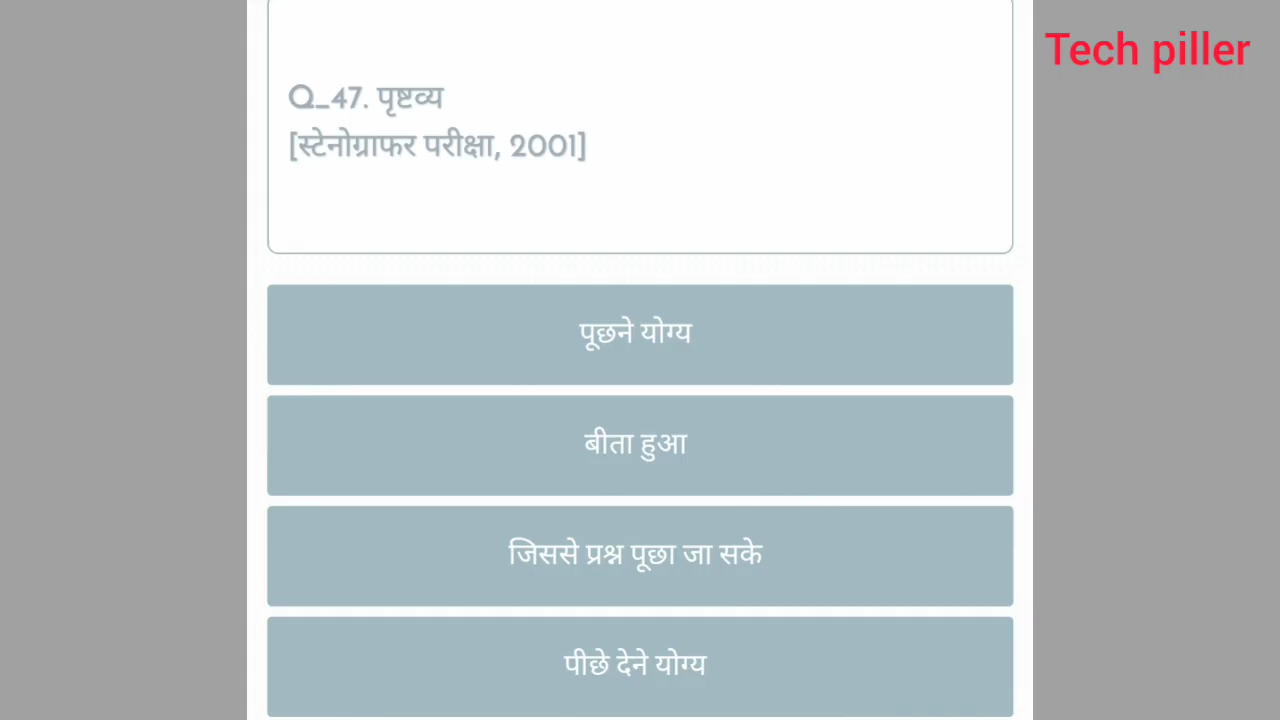 Tech piller
Q_47. पृष्टव्य
[स्टेनोग्राफर परीक्षा, 2001]
पूछने योग्य
बीता हुआ
जिससे प्रश्न पूछा जा सके
पीछे देने योग्य